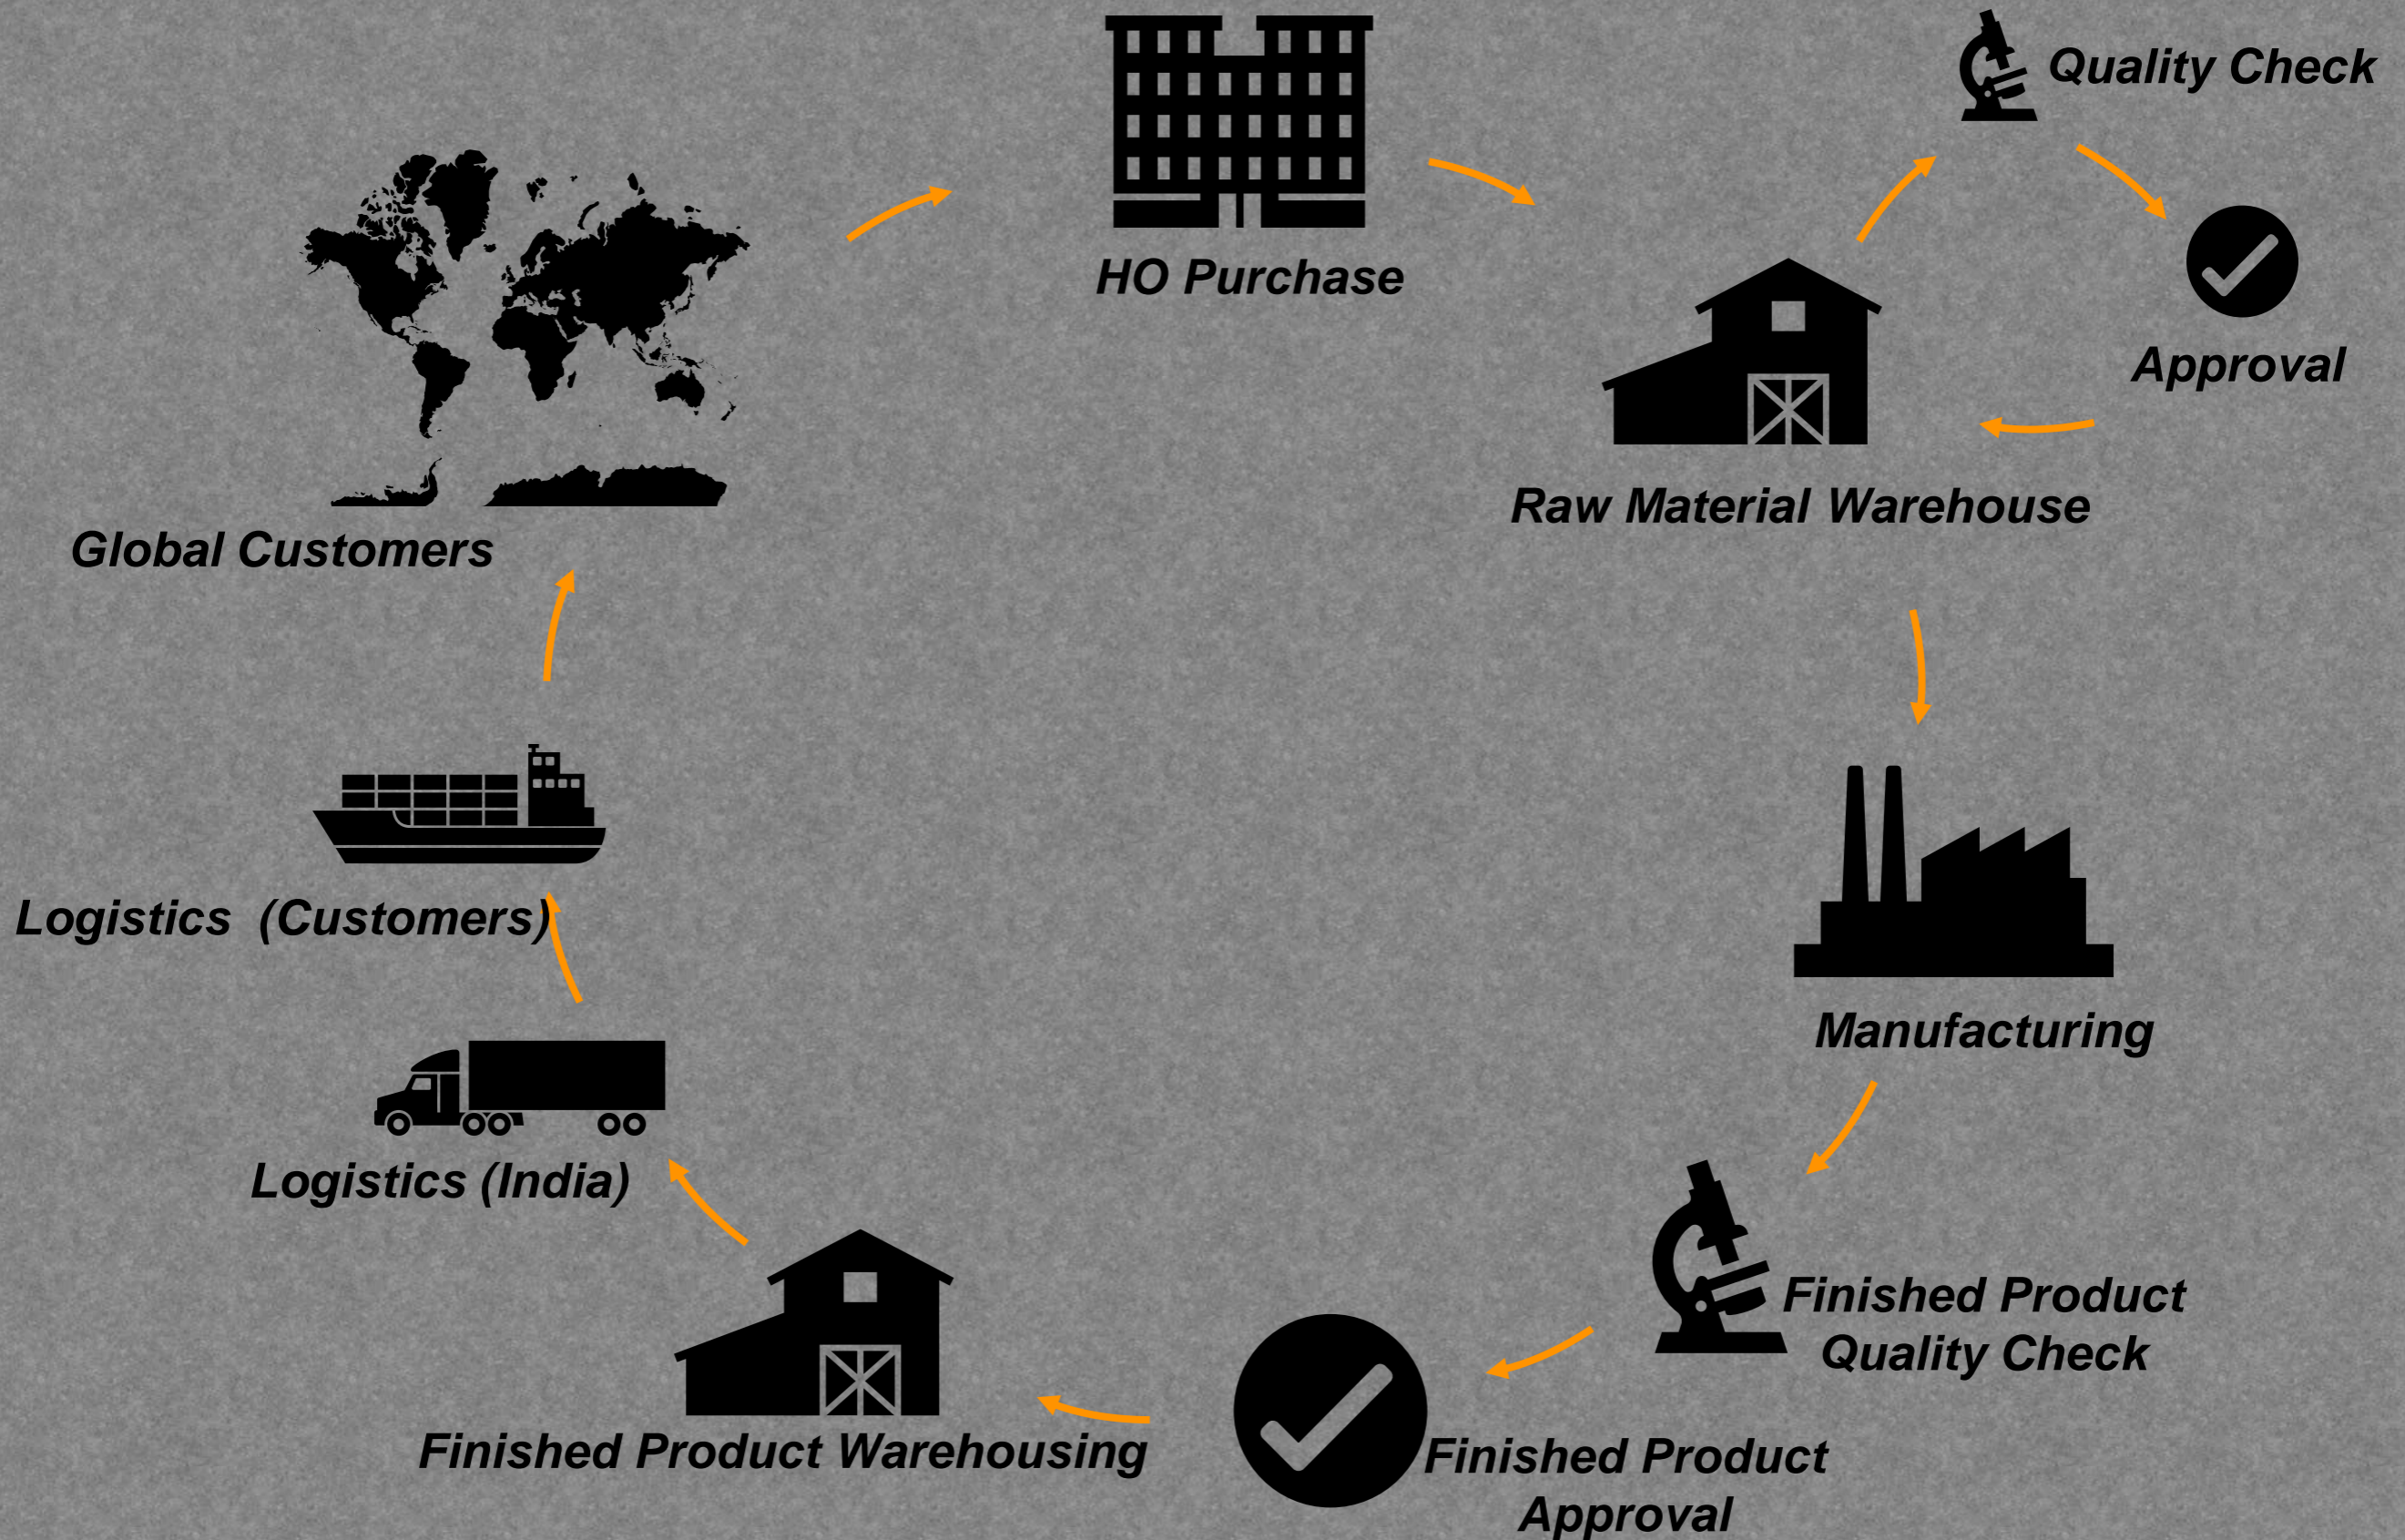 Quality Check
HO Purchase
Approval
Raw Material Warehouse
Global Customers
Logistics  (Customers)
Manufacturing
Logistics (India)
Finished Product
Quality Check
Finished Product Warehousing
Finished Product
Approval